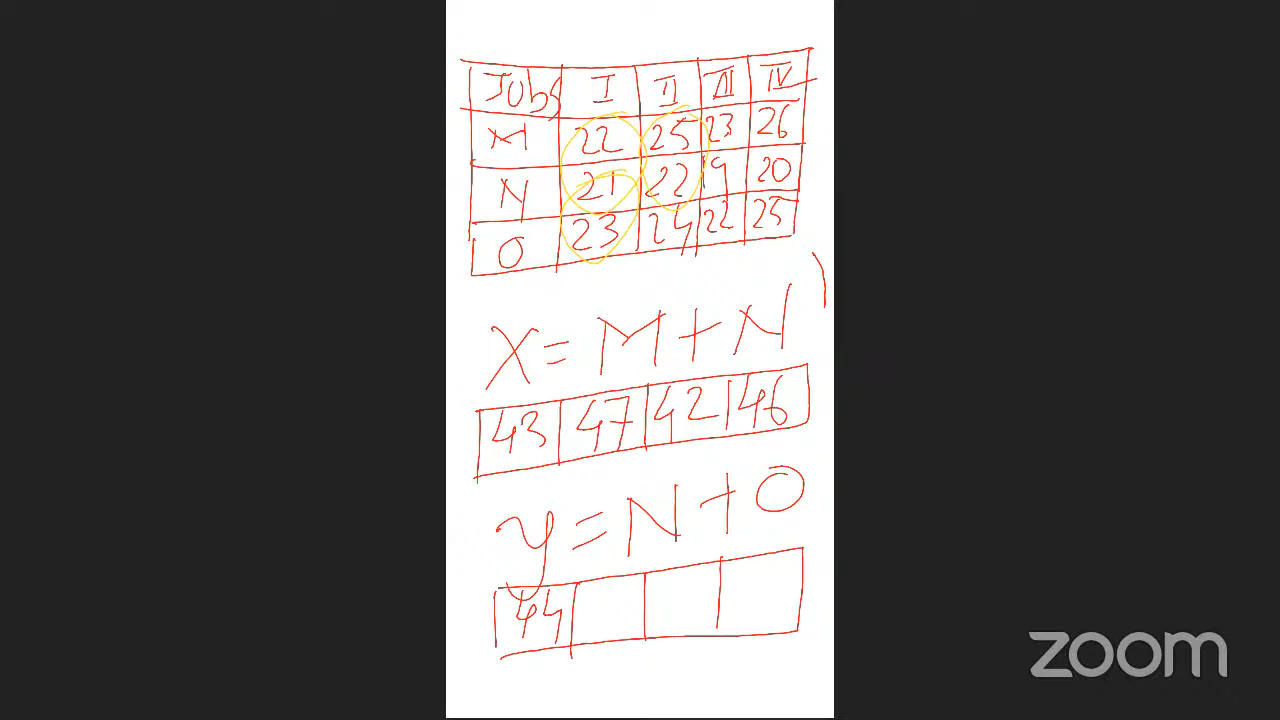 Jobs I II III IV
M 22 25 23 26
N 21 22 19 20
O 23 24 22 25
X = M + N
43 47 42 46
y = N + O
44
zoom